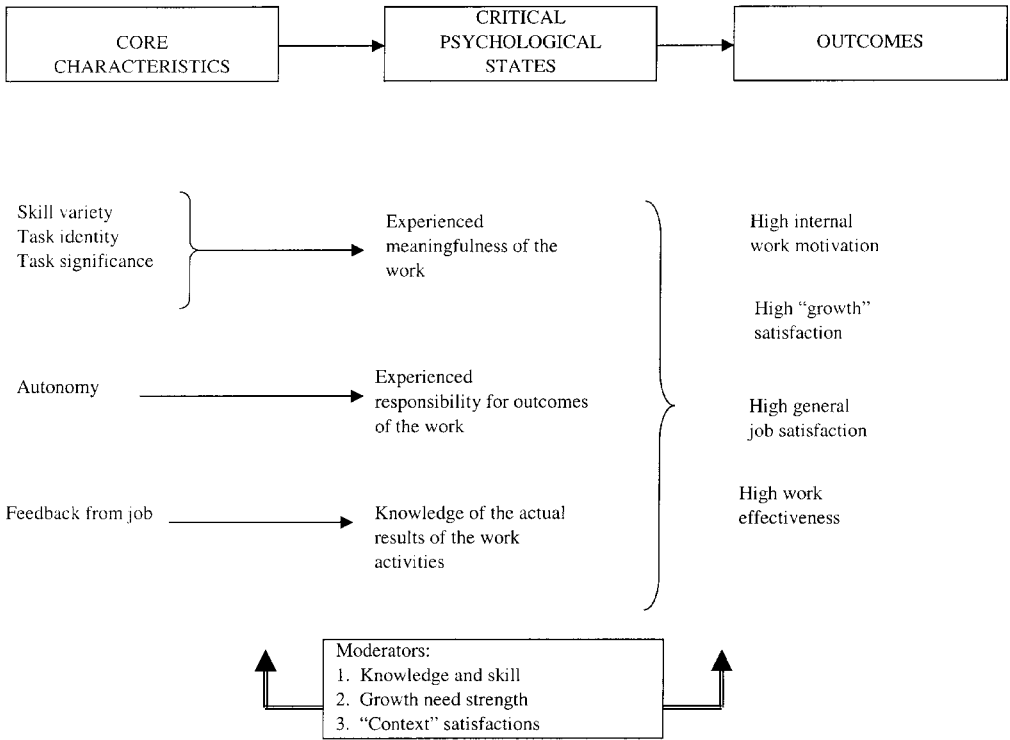 CORE
CHARACTERISTICS
CRITICAL
PSYCHOLOGICAL
STATES
OUTCOMES
Skill variety
Task identity
Task significance
Experienced
meaningfulness of the
work
High internal
work motivation
High “growth”
satisfaction
Autonomy
Experienced
responsibility for outcomes
of the work
High general
job satisfaction
Feedback from job
Knowledge of the actual
results of the work
activities
High work
effectiveness
Moderators:
1. Knowledge and skill
2. Growth need strength
3. “Context” satisfactions